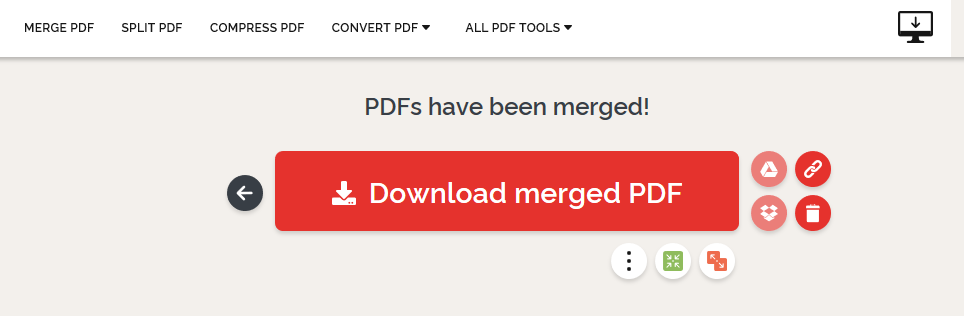 MERGE PDF SPLIT PDF COMPRESS PDF CONVERT PDF ALL PDF TOOLS
PDFs have been merged!
Download merged PDF